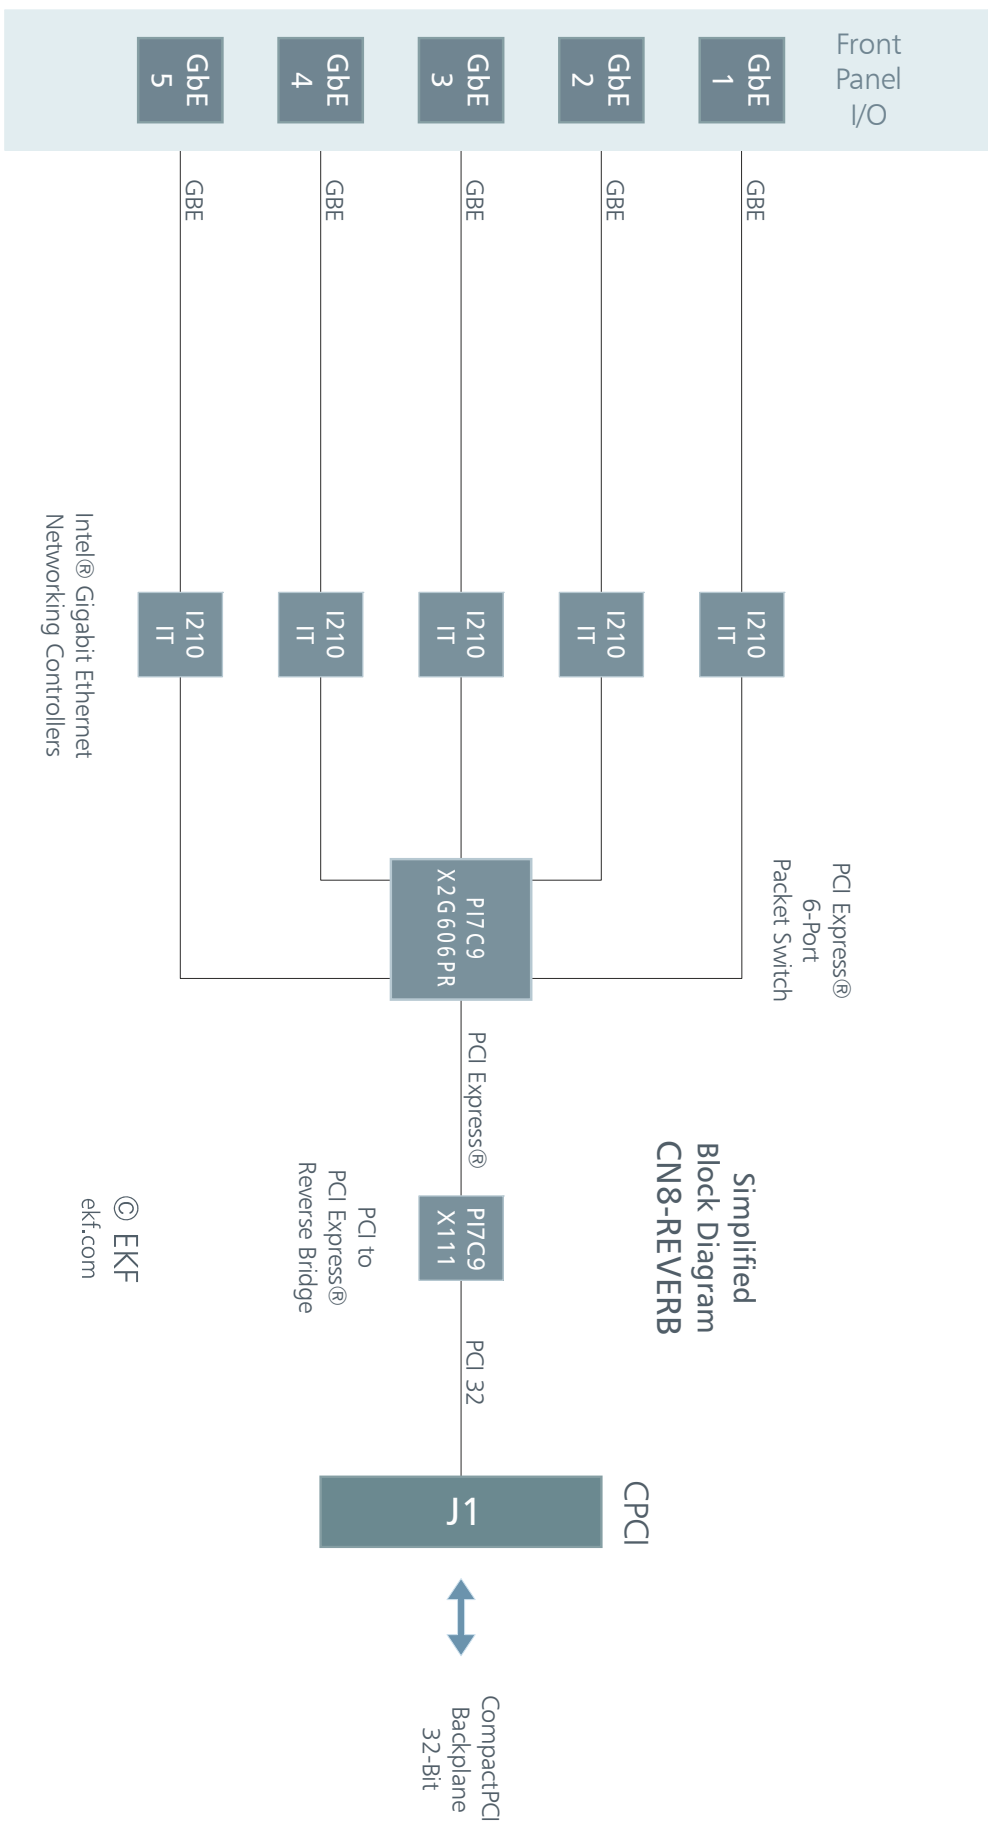 Front
Panel
I/O
GbE
1
GbE
2
GbE
3
GbE
4
GbE
5
GBE
GBE
GBE
GBE
GBE
I210
IT
I210
IT
I210
IT
I210
IT
I210
IT
Intel® Gigabit Ethernet
Networking Controllers
PCI Express®
6-Port
Packet Switch
PI7C9
X2G606PR
PCI Express®
PI7C9
X111
PCI to
PCI Express®
Reverse Bridge
Simplified
Block Diagram
CN8-REVERB
© EKF
ekf.com
PCI 32
CPCI
J1
CompactPCI
Backplane
32-Bit